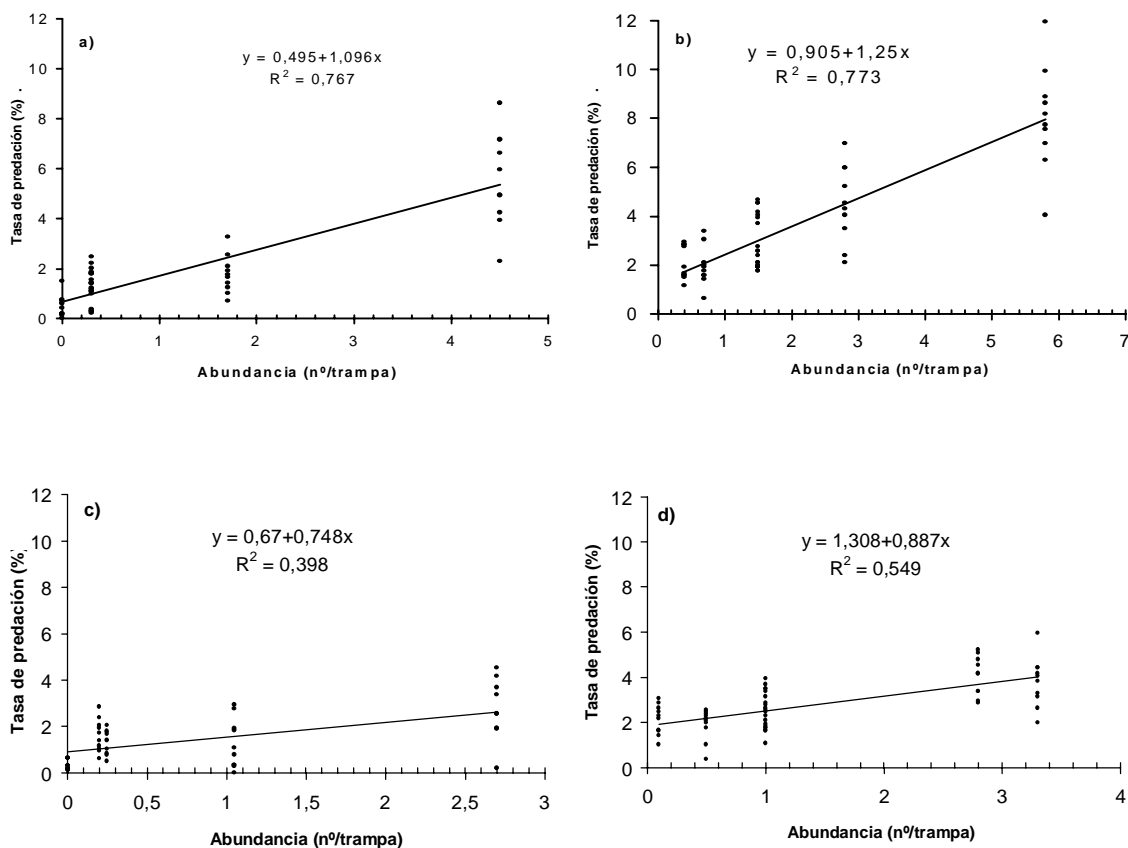 a)
y = 0,495+1,096x
R² = 0,767
Tasa de predación (%) .
12
10
8
6
4
2
0
0 1 2 3 4 5
Abundancia (nº/trampa)
b)
y = 0,905+1,25x
R² = 0,773
Tasa de predación (%) .
12
10
8
6
4
2
0
0 1 2 3 4 5 6 7
Abundancia (nº/trampa)
c)
y = 0,67+0,748x
R² = 0,398
Tasa de predación (%)
12
10
8
6
4
2
0
0 0,5 1 1,5 2 2,5 3
Abundancia (nº/trampa)
d)
y = 1,308+0,887x
R² = 0,549
Tasa de predación (%)
12
10
8
6
4
2
0
0 1 2 3 4
Abundancia (nº/trampa)